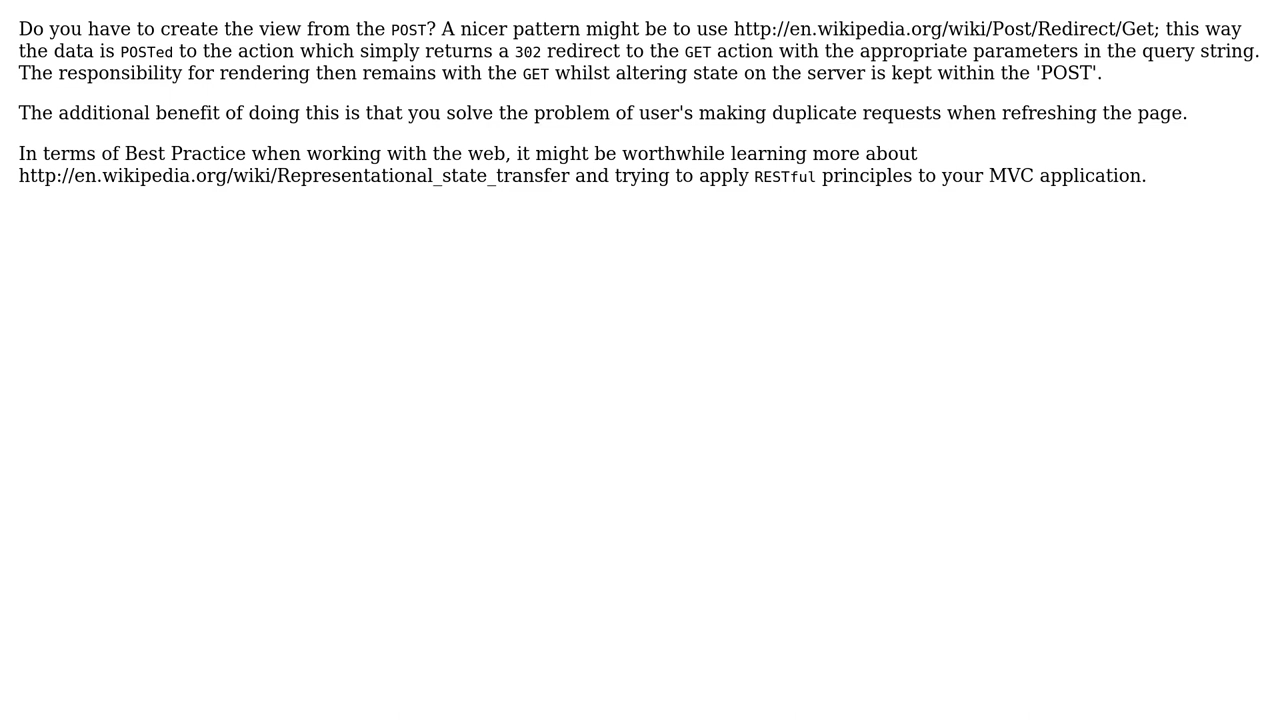 Do you have to create the view from the POST? A nicer pattern might be to use http://en.wikipedia.org/wiki/Post/Redirect/Get; this way
the data is POSTed to the action which simply returns a 302 redirect to the GET action with the appropriate parameters in the query string.
The responsibility for rendering then remains with the GET whilst altering state on the server is kept within the 'POST'.
The additional benefit of doing this is that you solve the problem of user's making duplicate requests when refreshing the page.
In terms of Best Practice when working with the web, it might be worthwhile learning more about
http://en.wikipedia.org/wiki/Representational_state_transfer and trying to apply RESTful principles to your MVC application.